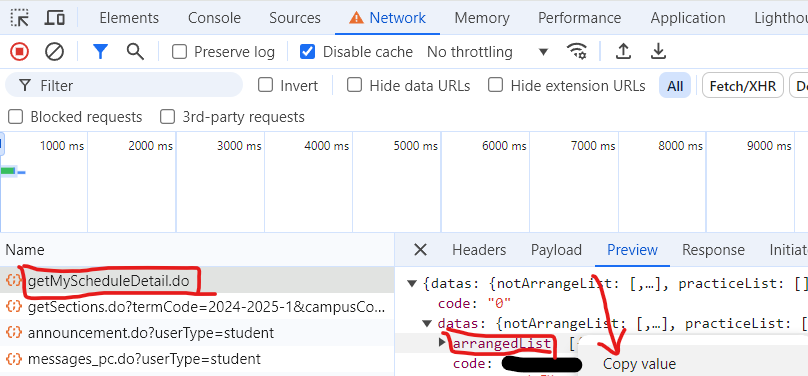 Elements Console Sources Network Memory Performance Application Lighthou
Preserve log Disable cache No throttling
Filter Invert Hide data URLs Hide extension URLs All Fetch/XHR Do
Blocked requests 3rd-party requests
1000 ms 2000 ms 3000 ms 4000 ms 5000 ms 6000 ms 7000 ms 8000 ms 9000 ms
Name Headers Payload Preview Response Initiat
getMyScheduleDetail.do
getSections.do?termCode=2024-2025-1&campusCo...
announcement.do?userType=student
messages_pc.do?userType=student
{datas: {notArrangeList: [,…], practiceList: []
code: "0"
datas: {notArrangeList: [,…], practiceList: [
arrangedList
Copy value
code: